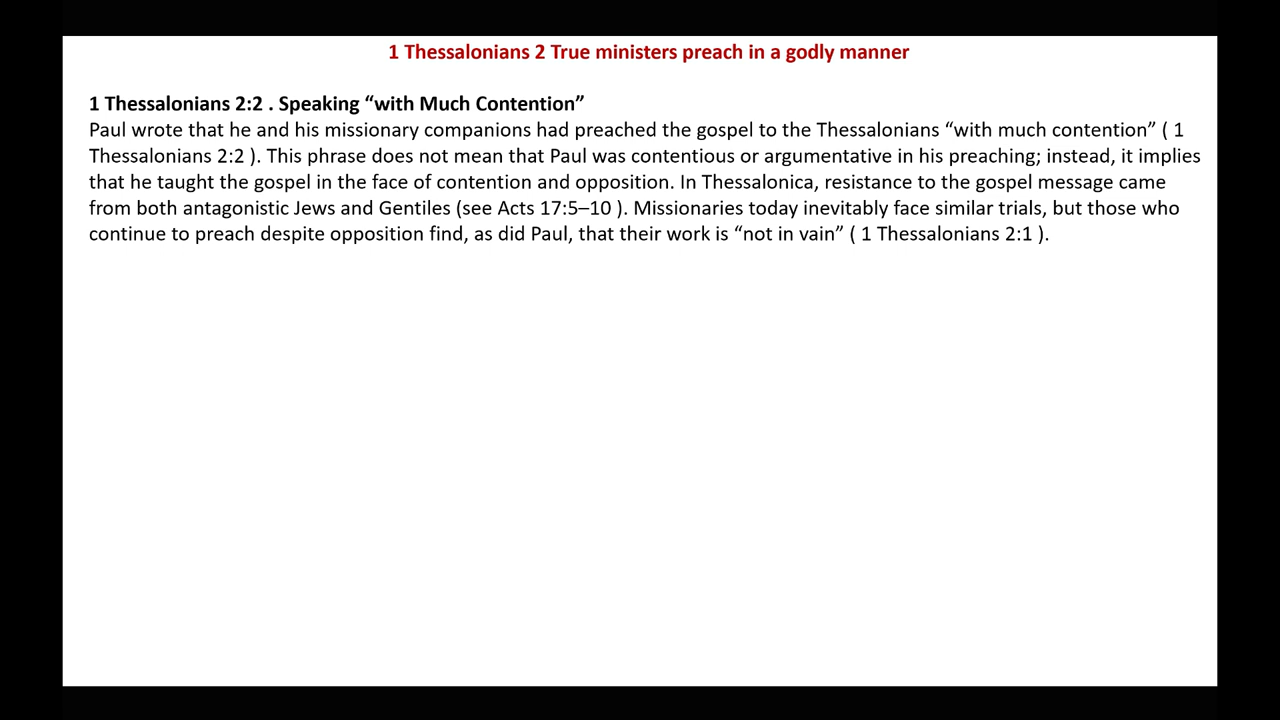 1 Thessalonians 2 True ministers preach in a godly manner
1 Thessalonians 2:2 . Speaking “with Much Contention”
Paul wrote that he and his missionary companions had preached the gospel to the Thessalonians “with much contention” ( 1
Thessalonians 2:2 ). This phrase does not mean that Paul was contentious or argumentative in his preaching; instead, it implies
that he taught the gospel in the face of contention and opposition. In Thessalonica, resistance to the gospel message came
from both antagonistic Jews and Gentiles (see Acts 17:5–10 ). Missionaries today inevitably face similar trials, but those who
continue to preach despite opposition find, as did Paul, that their work is “not in vain” ( 1 Thessalonians 2:1 ).